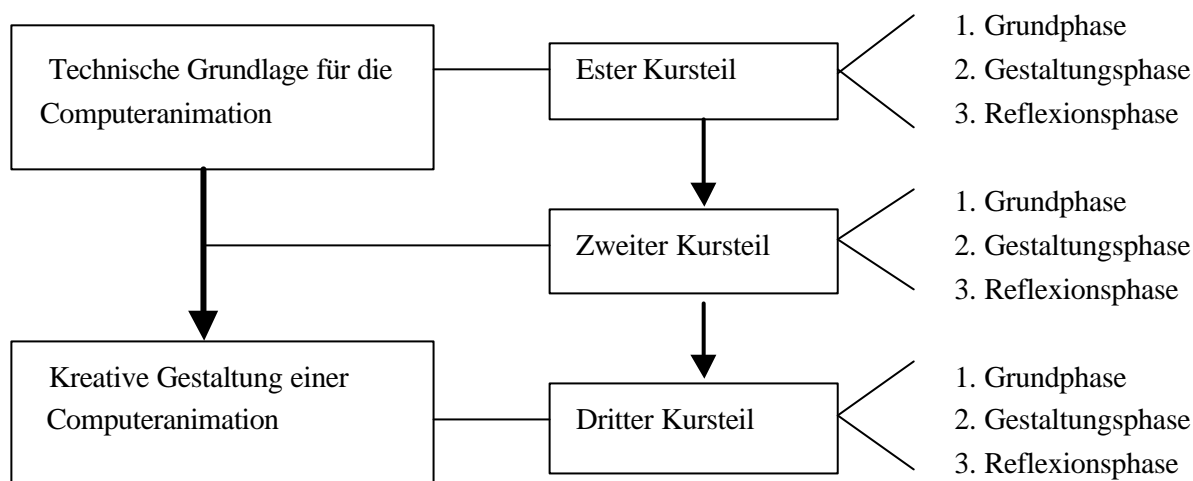 Technische Grundlage für die
Computeranimation
Ester Kursteil
1. Grundphase
2. Gestaltungsphase
3. Reflexionsphase
Zweiter Kursteil
1. Grundphase
2. Gestaltungsphase
3. Reflexionsphase
Kreative Gestaltung einer
Computeranimation
Dritter Kursteil
1. Grundphase
2. Gestaltungsphase
3. Reflexionsphase